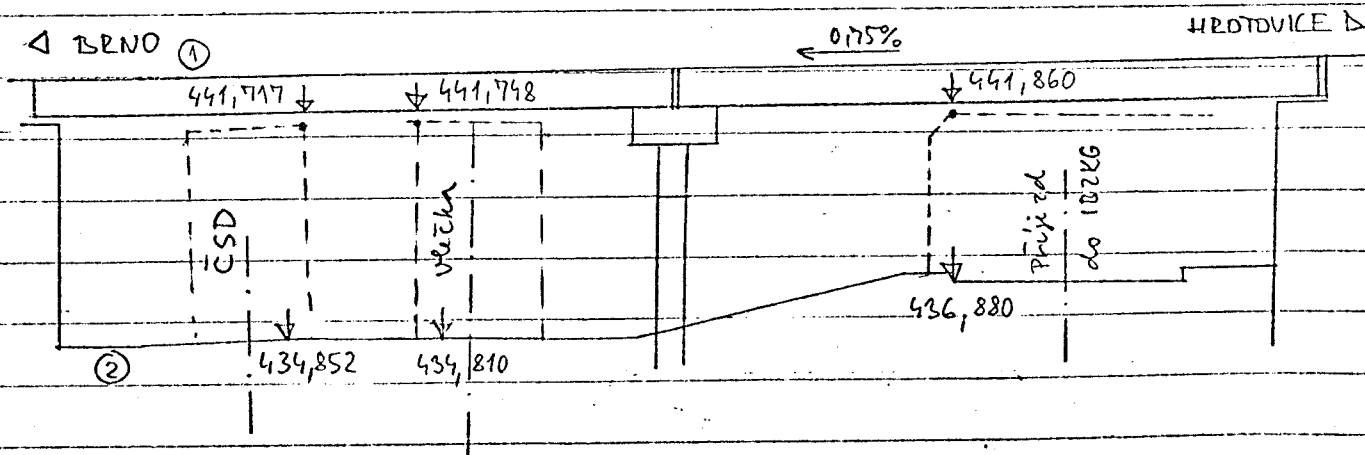 ◁ BRNO ①
0,75%
HROTOVICE ▷
441,717
441,748
441,860
ČSD
vlečka
Příjezd
do
436,880
②
434,852
434,810